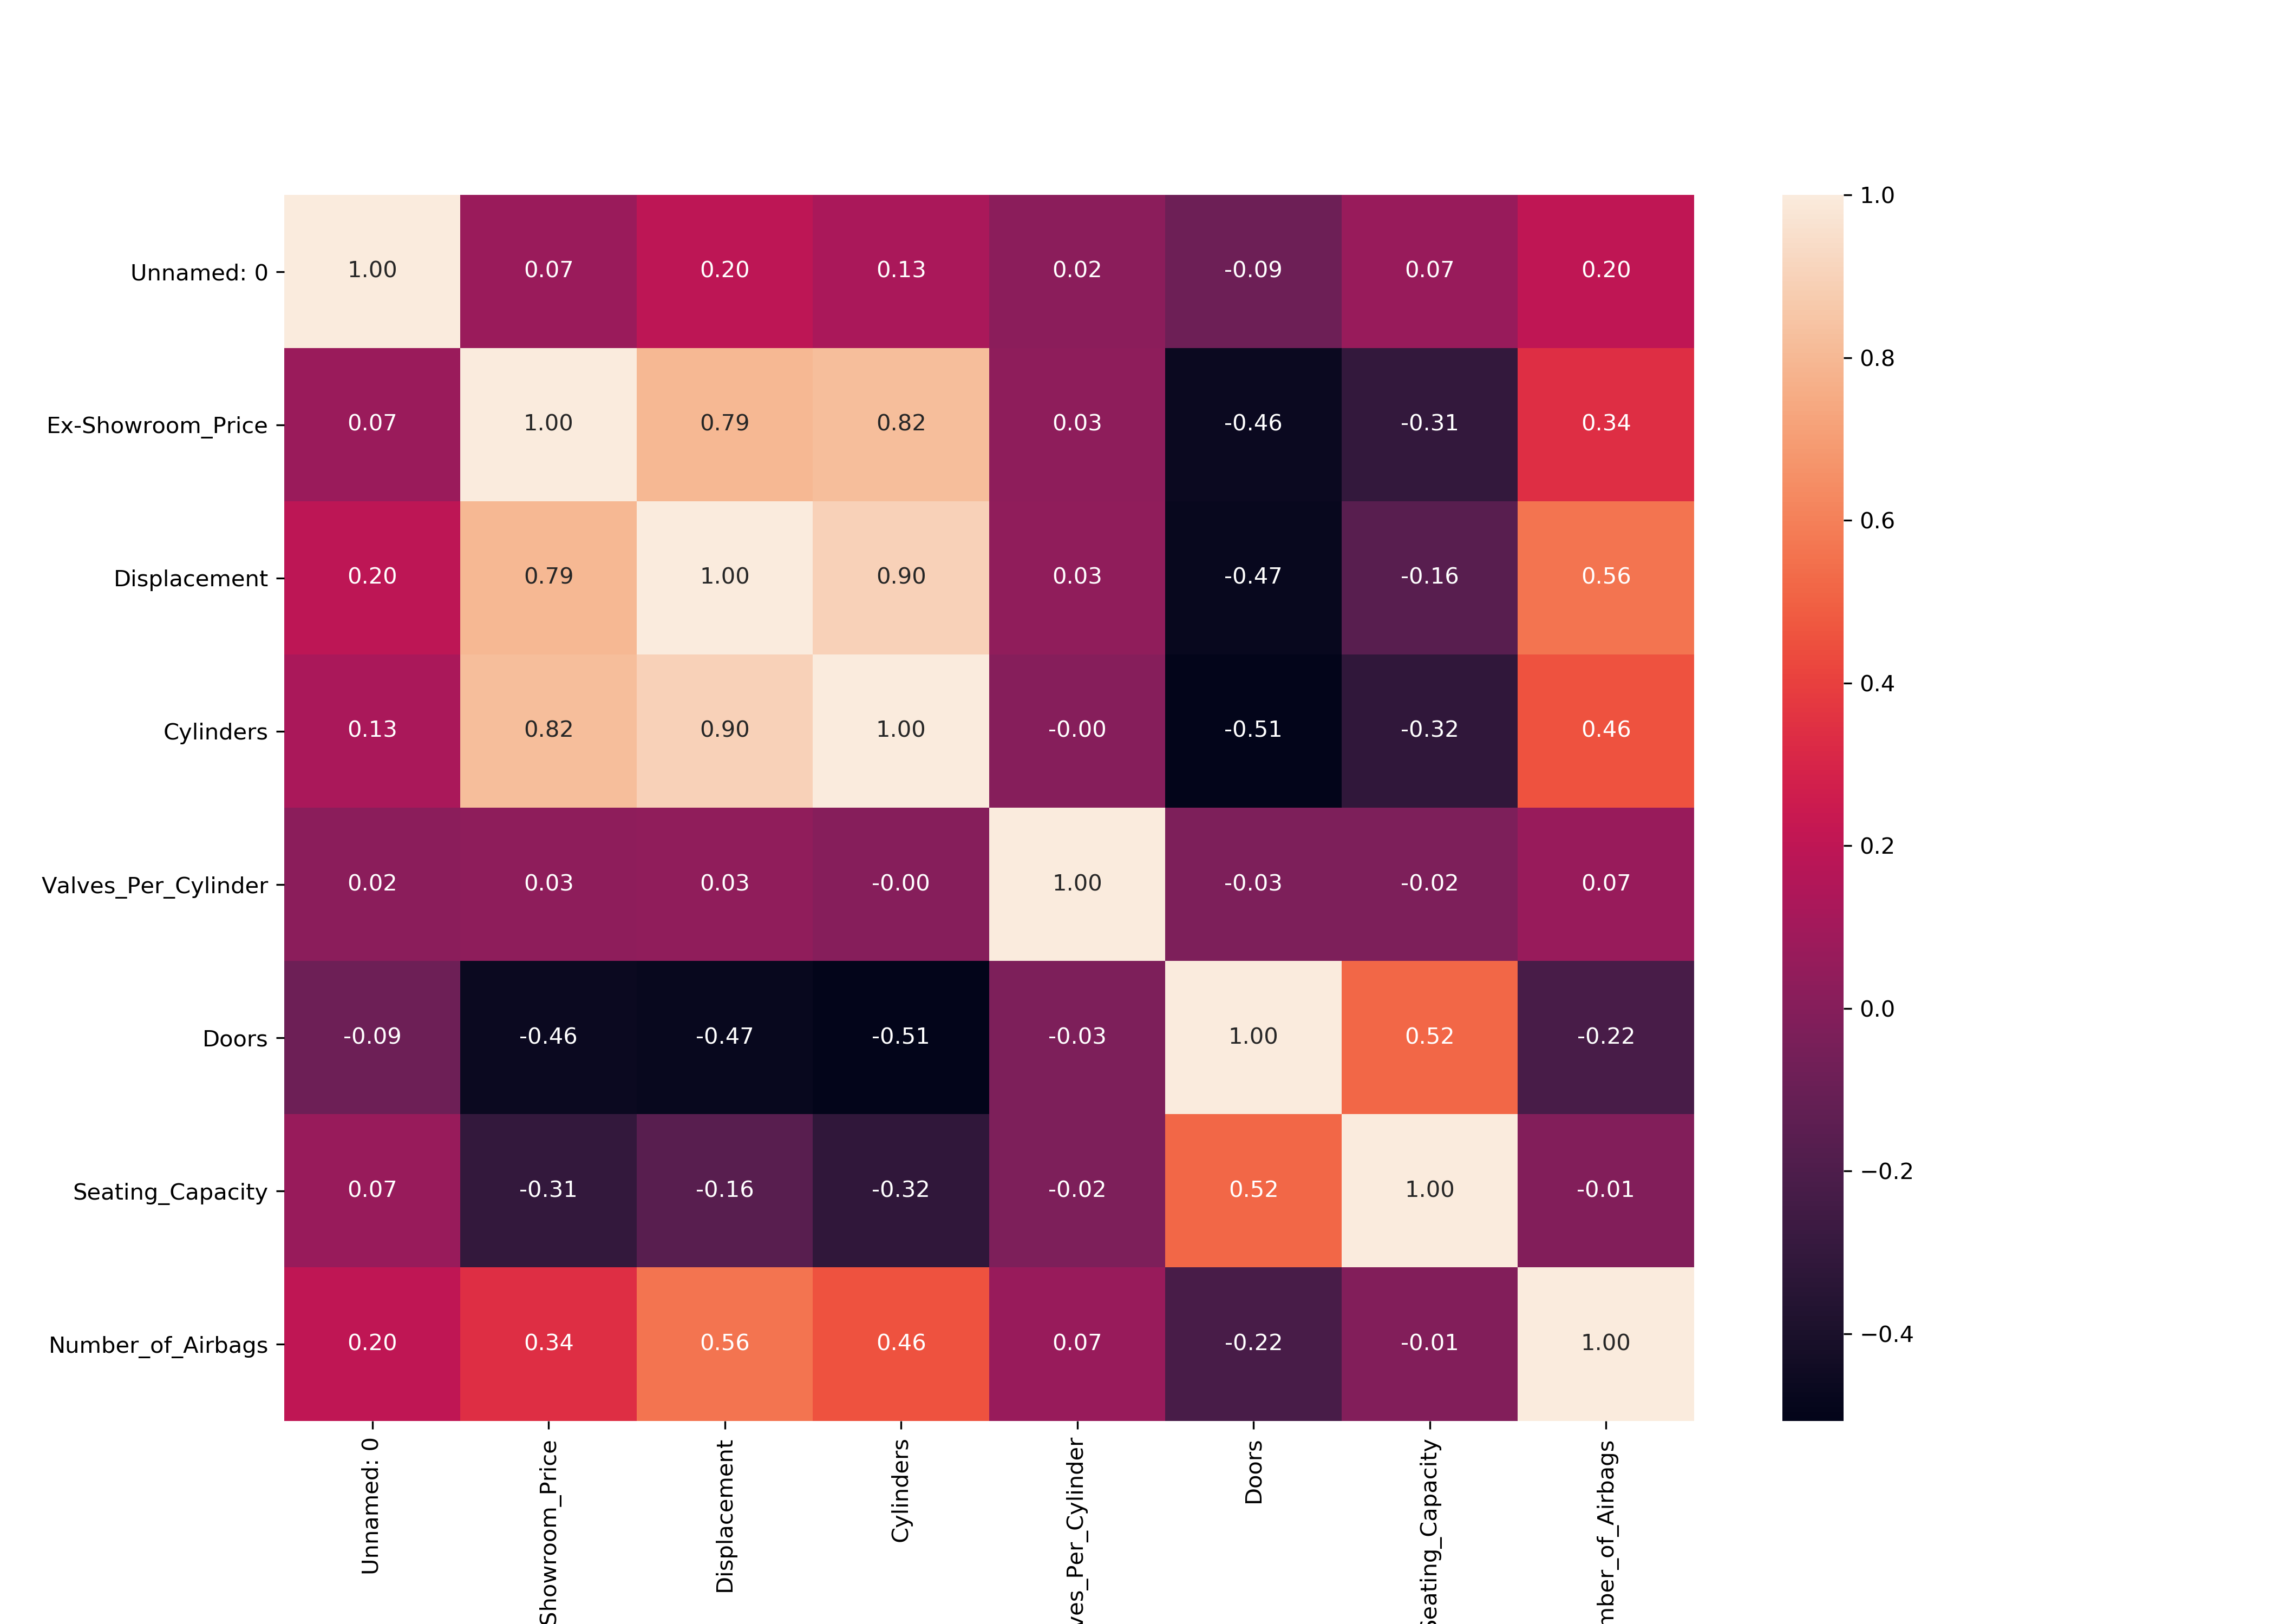 Unnamed: 0 1.00 0.07 0.20 0.13 0.02 -0.09 0.07 0.20
Ex-Showroom_Price 0.07 1.00 0.79 0.82 0.03 -0.46 -0.31 0.34
Displacement 0.20 0.79 1.00 0.90 0.03 -0.47 -0.16 0.56
Cylinders 0.13 0.82 0.90 1.00 -0.00 -0.51 -0.32 0.46
Valves_Per_Cylinder 0.02 0.03 0.03 -0.00 1.00 -0.03 -0.02 0.07
Doors -0.09 -0.46 -0.47 -0.51 -0.03 1.00 0.52 -0.22
Seating_Capacity 0.07 -0.31 -0.16 -0.32 -0.02 0.52 1.00 -0.01
Number_of_Airbags 0.20 0.34 0.56 0.46 0.07 -0.22 -0.01 1.00
Unnamed: 0
Showroom_Price
Displacement
Cylinders
ves_Per_Cylinder
Doors
Seating_Capacity
mber_of_Airbags
1.0
0.8
0.6
0.4
0.2
0.0
−0.2
−0.4